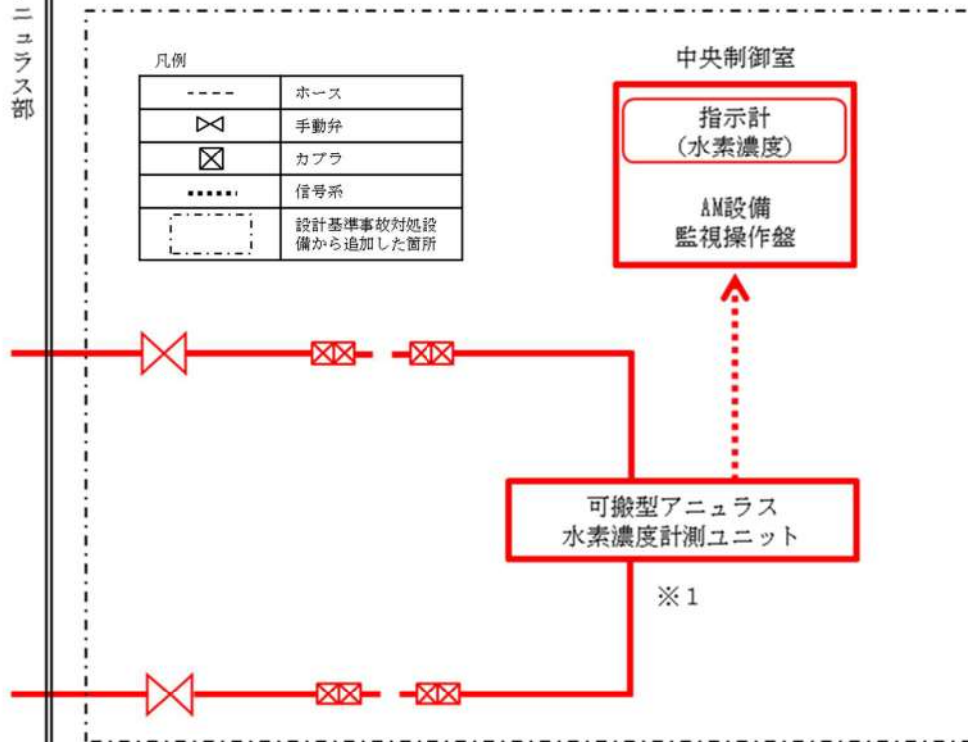 ニュラス部
凡例
ホース
手動弁
カプラ
信号系
設計基準事故対処設
備から追加した箇所
中央制御室
指示計
(水素濃度)
AM設備
監視操作盤
可搬型アニュラス
水素濃度計測ユニット
※1